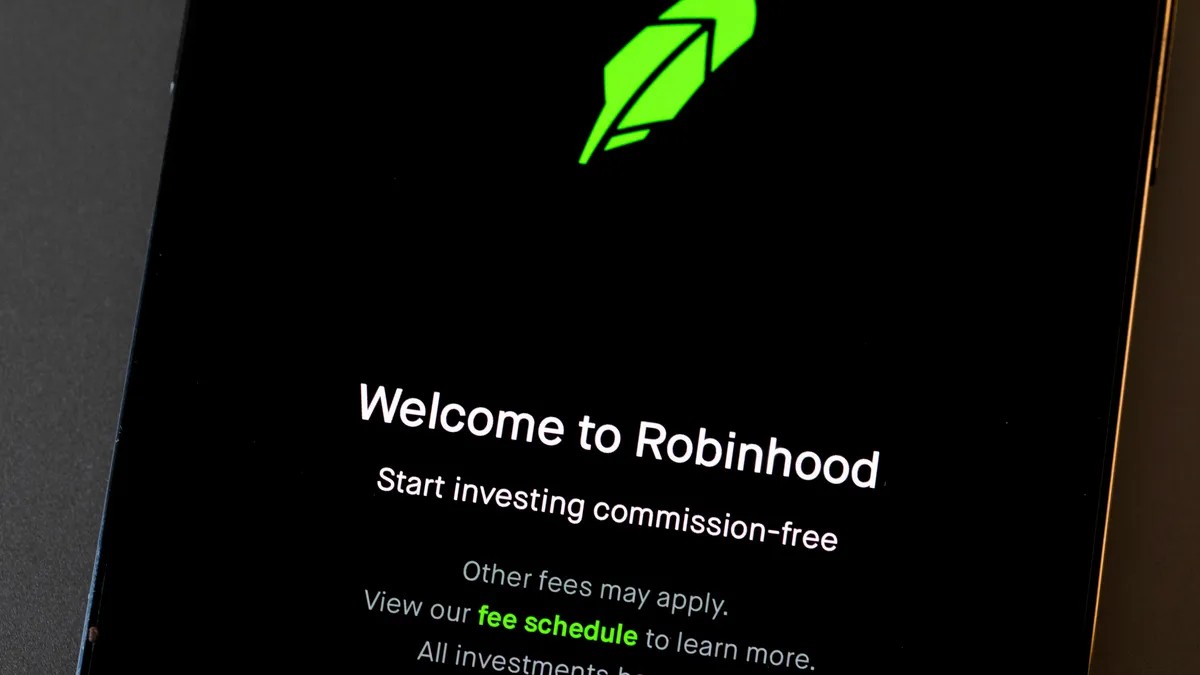 Welcome to Robinhood
Start investing commission-free
Other fees may apply.
View our fee schedule to learn more.
All investments